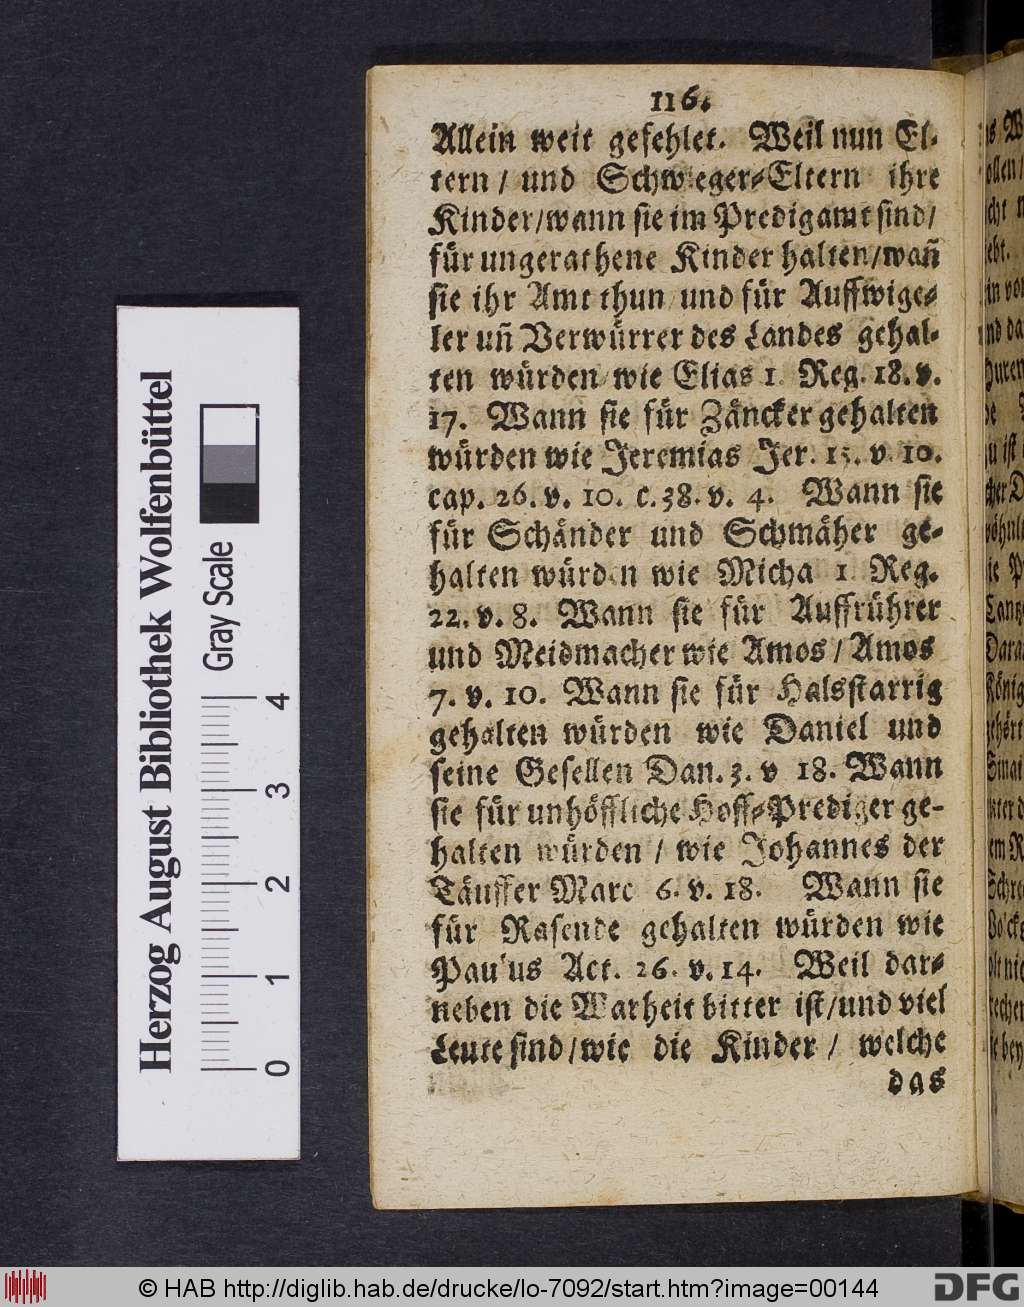 116.
Allein weit gefehlet. Weil nun El-
tern / und Schwieger-Eltern ihre
Kinder/wann sie im Predigamt sind/
für ungerathene Kinder halten/wañ
sie ihr Amt thun und für Auffwige-
ler uñ Verwürrer des Landes gehal-
ten würden/wie Elias 1. Reg. 18. v.
17. Wann sie für Zäncker gehalten
würden wie Jeremias Jer. 15. v. 10.
cap. 26. v. 10. c. 38. v. 4. Wann sie
für Schänder und Schmäher ge-
halten würden wie Micha 1 Reg.
22. v. 8. Wann sie für Auffrührer
und Meidmacher wie Amos / Amos
7. v. 10. Wann sie für Halsstarrig
gehalten würden wie Daniel und
seine Gesellen Dan. 3. v 18. Wann
sie für unhöffliche Hoff-Prediger ge-
halten würden / wie Johannes der
Täuffer Marc 6. v. 18. Wann sie
für Rasende gehalten würden wie
Paulus Act. 26. v. 14. Weil dar-
neben die Warheit bitter ist/und viel
Leute sind/wie die Kinder / welche
das
Herzog August Bibliothek Wolfenbüttel
Gray Scale
0 1 2 3 4
© HAB http://diglib.hab.de/drucke/lo-7092/start.htm?image=00144
DFG